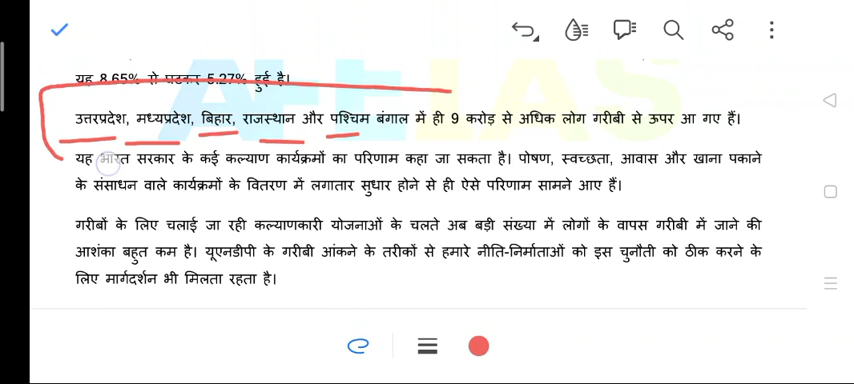 यह 8.65% से घटकर 5.27% हुई है।
उत्तरप्रदेश, मध्यप्रदेश, बिहार, राजस्थान और पश्चिम बंगाल में ही 9 करोड़ से अधिक लोग गरीबी से ऊपर आ गए हैं।
यह भारत सरकार के कई कल्याण कार्यक्रमों का परिणाम कहा जा सकता है। पोषण, स्वच्छता, आवास और खाना पकाने
के संसाधन वाले कार्यक्रमों के वितरण में लगातार सुधार होने से ही ऐसे परिणाम सामने आए हैं।
गरीबों के लिए चलाई जा रही कल्याणकारी योजनाओं के चलते अब बड़ी संख्या में लोगों के वापस गरीबी में जाने की
आशंका बहुत कम है। यूएनडीपी के गरीबी आंकने के तरीकों से हमारे नीति-निर्माताओं को इस चुनौती को ठीक करने के
लिए मार्गदर्शन भी मिलता रहता है।